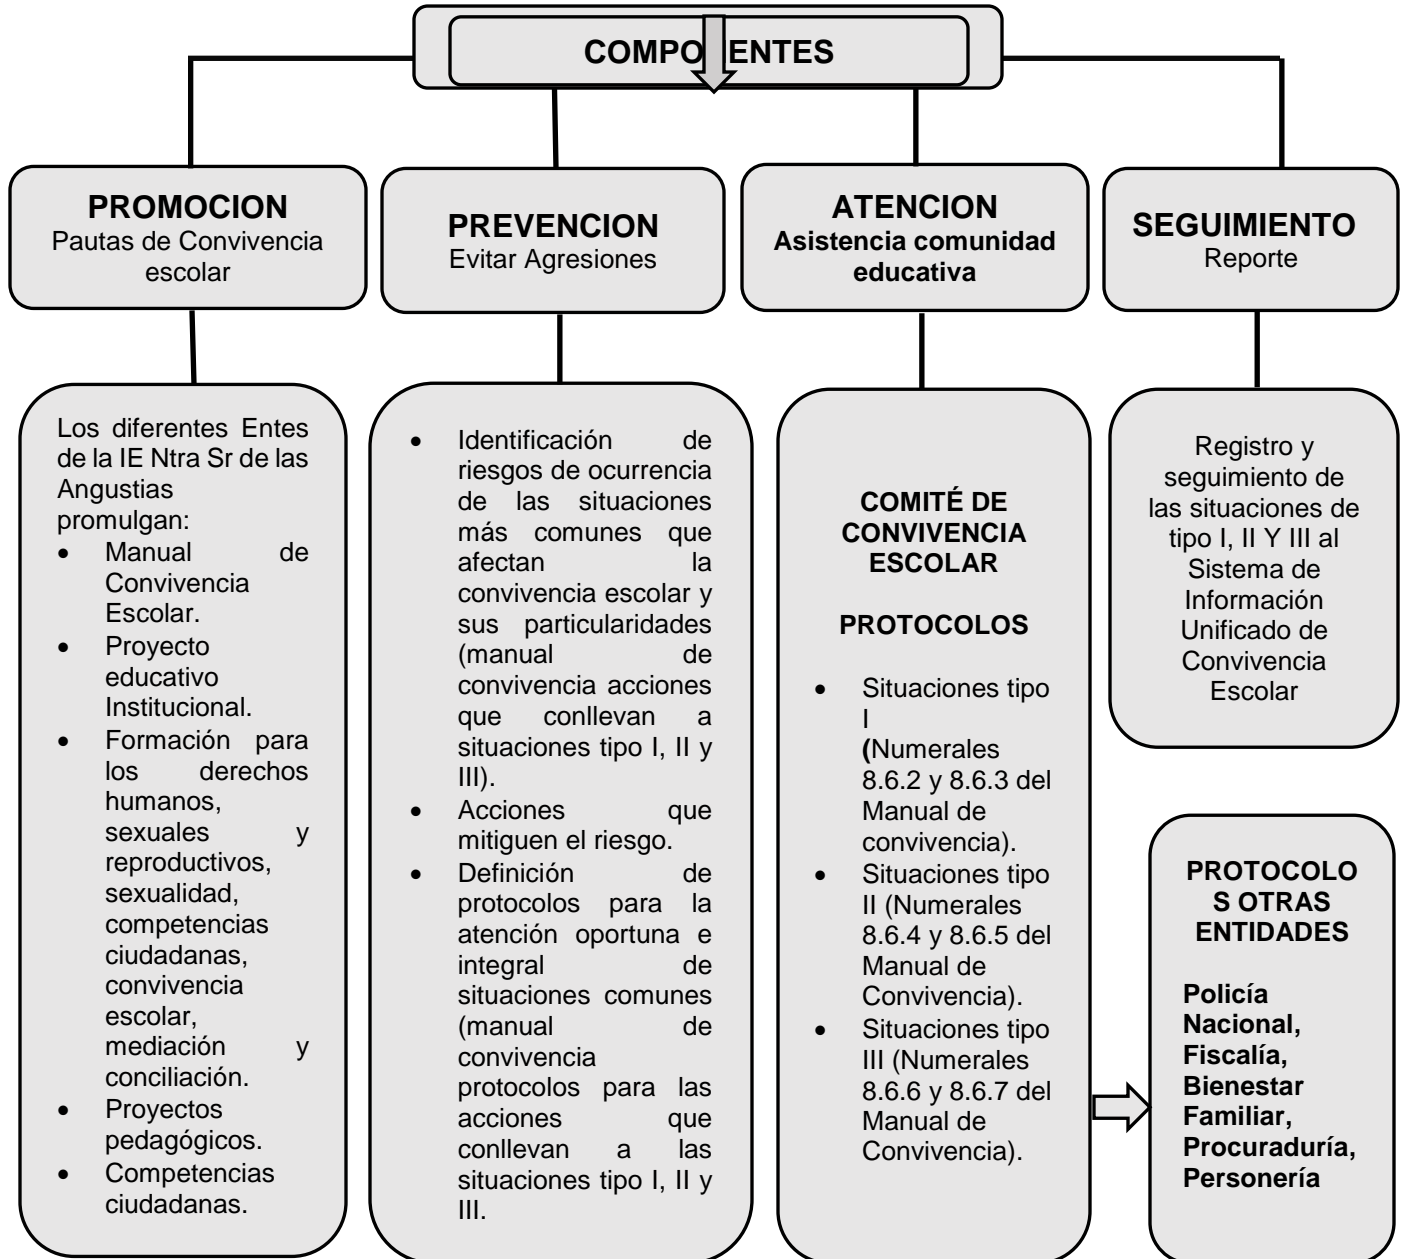 COMPO ENTES
PROMOCION
Pautas de Convivencia
escolar
PREVENCION
Evitar Agresiones
ATENCION
Asistencia comunidad
educativa
SEGUIMIENTO
Reporte
Los diferentes Entes
de la IE Ntra Sr de las
Angustias
promulgan:
• Manual de
Convivencia
Escolar.
• Proyecto
educativo
Institucional.
• Formación para
los derechos
humanos,
sexuales y
reproductivos,
sexualidad,
competencias
ciudadanas,
convivencia
escolar,
mediación y
conciliación.
• Proyectos
pedagógicos.
• Competencias
ciudadanas.
• Identificación de
riesgos de ocurrencia
de las situaciones
más comunes que
afectan la
convivencia escolar y
sus particularidades
(manual de
convivencia acciones
que conllevan a
situaciones tipo I, II y
III).
• Acciones que
mitiguen el riesgo.
• Definición de
protocolos para la
atención oportuna e
integral de
situaciones comunes
(manual de
convivencia
protocolos para las
acciones que
conllevan a las
situaciones tipo I, II y
III.
COMITÉ DE
CONVIVENCIA
ESCOLAR
PROTOCOLOS
• Situaciones tipo
I
(Numerales
8.6.2 y 8.6.3 del
Manual de
convivencia).
• Situaciones tipo
II (Numerales
8.6.4 y 8.6.5 del
Manual de
Convivencia).
• Situaciones tipo
III (Numerales
8.6.6 y 8.6.7 del
Manual de
Convivencia).
Registro y
seguimiento de
las situaciones de
tipo I, II Y III al
Sistema de
Información
Unificado de
Convivencia
Escolar
PROTOCOLO
S OTRAS
ENTIDADES
Policía
Nacional,
Fiscalía,
Bienestar
Familiar,
Procuraduría,
Personería